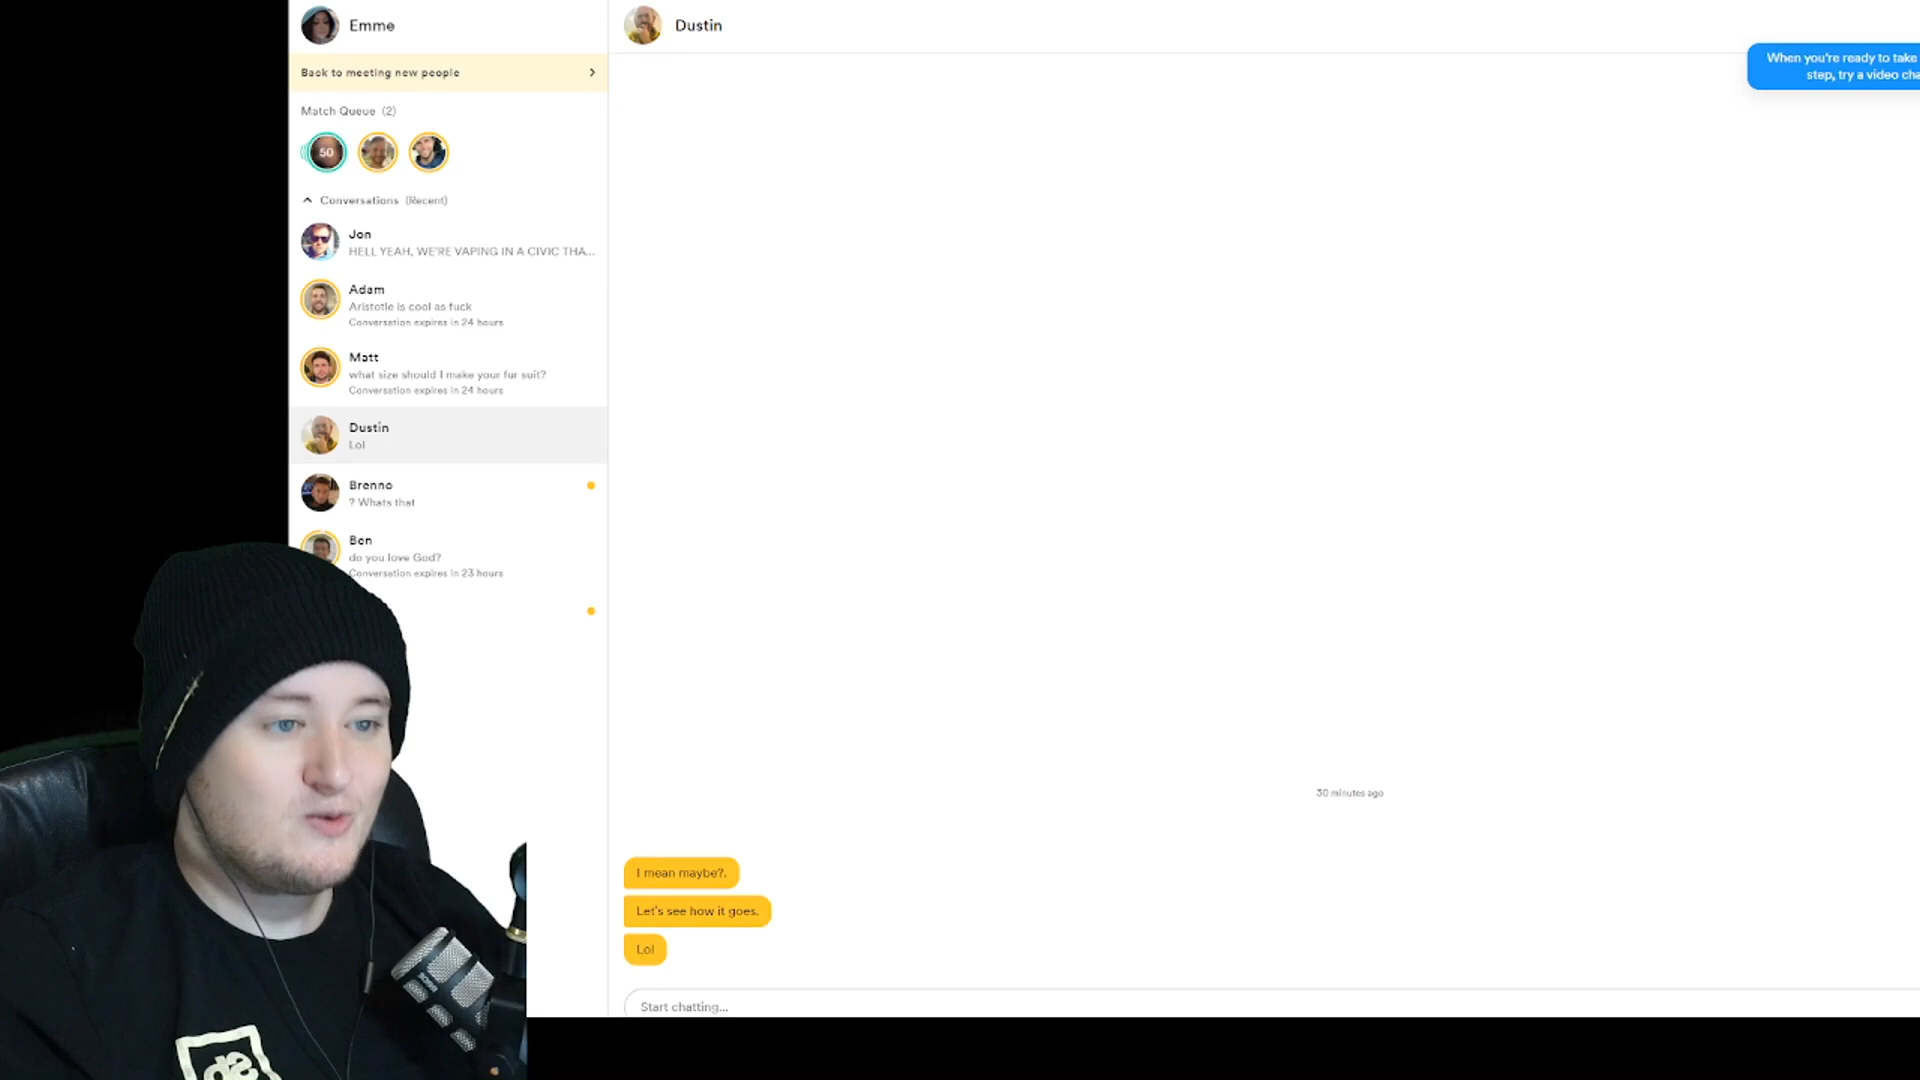 Emme
Back to meeting new people
Match Queue (2)
50
Conversations (Recent)
Jon
HELL YEAH, WE'RE VAPING IN A CIVIC THA...
Adam
Aristotle is cool as fuck
Conversation expires in 24 hours
Matt
what size should I make your fur suit?
Conversation expires in 24 hours
Dustin
Lol
Brenno
? Whats that
Ben
do you love God?
Conversation expires in 23 hours
Dustin
When you're ready to take
step, try a video cha
30 minutes ago
I mean maybe?.
Let's see how it goes.
Lol
Start chatting...